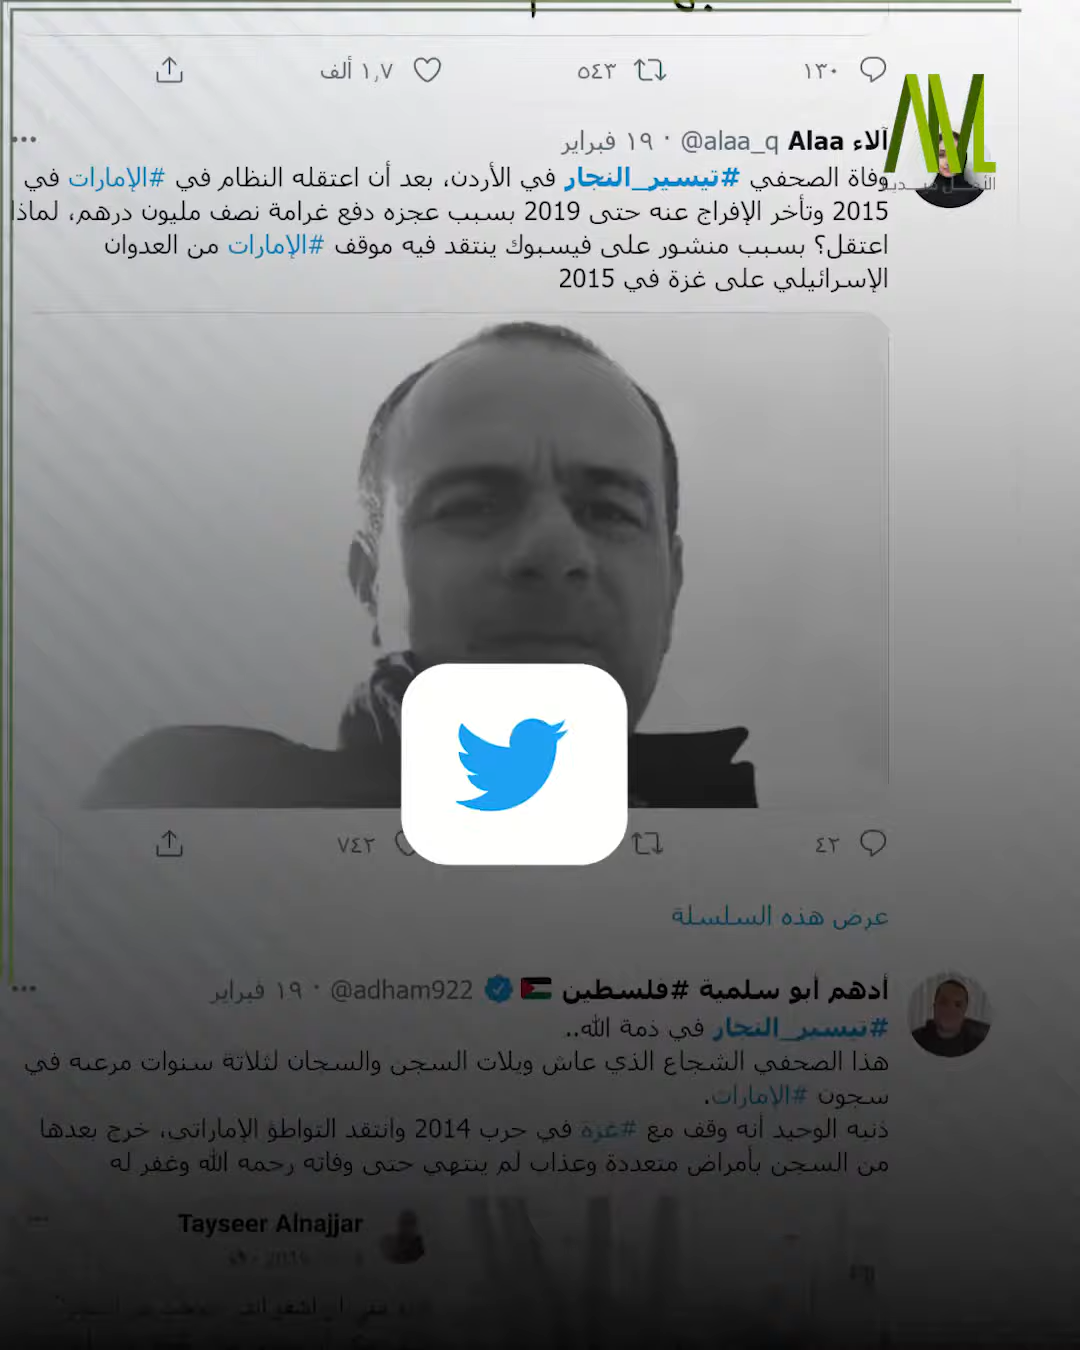 ١٣٠ ٥٤٣ ١,٧ ألف
آلاء Alaa @alaa_q · ١٩ فبراير
وفاة الصحفي #تيسير_النجار في الأردن، بعد أن اعتقله النظام في #الإمارات في
2015 وتأخر الإفراج عنه حتى 2019 بسبب عجزه دفع غرامة نصف مليون درهم، لماذا
اعتقل؟ بسبب منشور على فيسبوك ينتقد فيه موقف #الإمارات من العدوان
الإسرائيلي على غزة في 2015
٤٢ ٧٤٢
عرض هذه السلسلة
أدهم أبو سلمية #فلسطين @adham922 · ١٩ فبراير
#تيسير_النجار في ذمة الله..
هذا الصحفي الشجاع الذي عاش ويلات السجن والسجان لثلاثة سنوات مرعبه في
سجون #الإمارات.
ذنبه الوحيد أنه وقف مع #غزة في حرب 2014 وانتقد التواطؤ الإماراتي، خرج بعدها
من السجن بأمراض متعددة وعذاب لم ينتهي حتى وفاته رحمه الله وغفر له
Tayseer Alnajjar